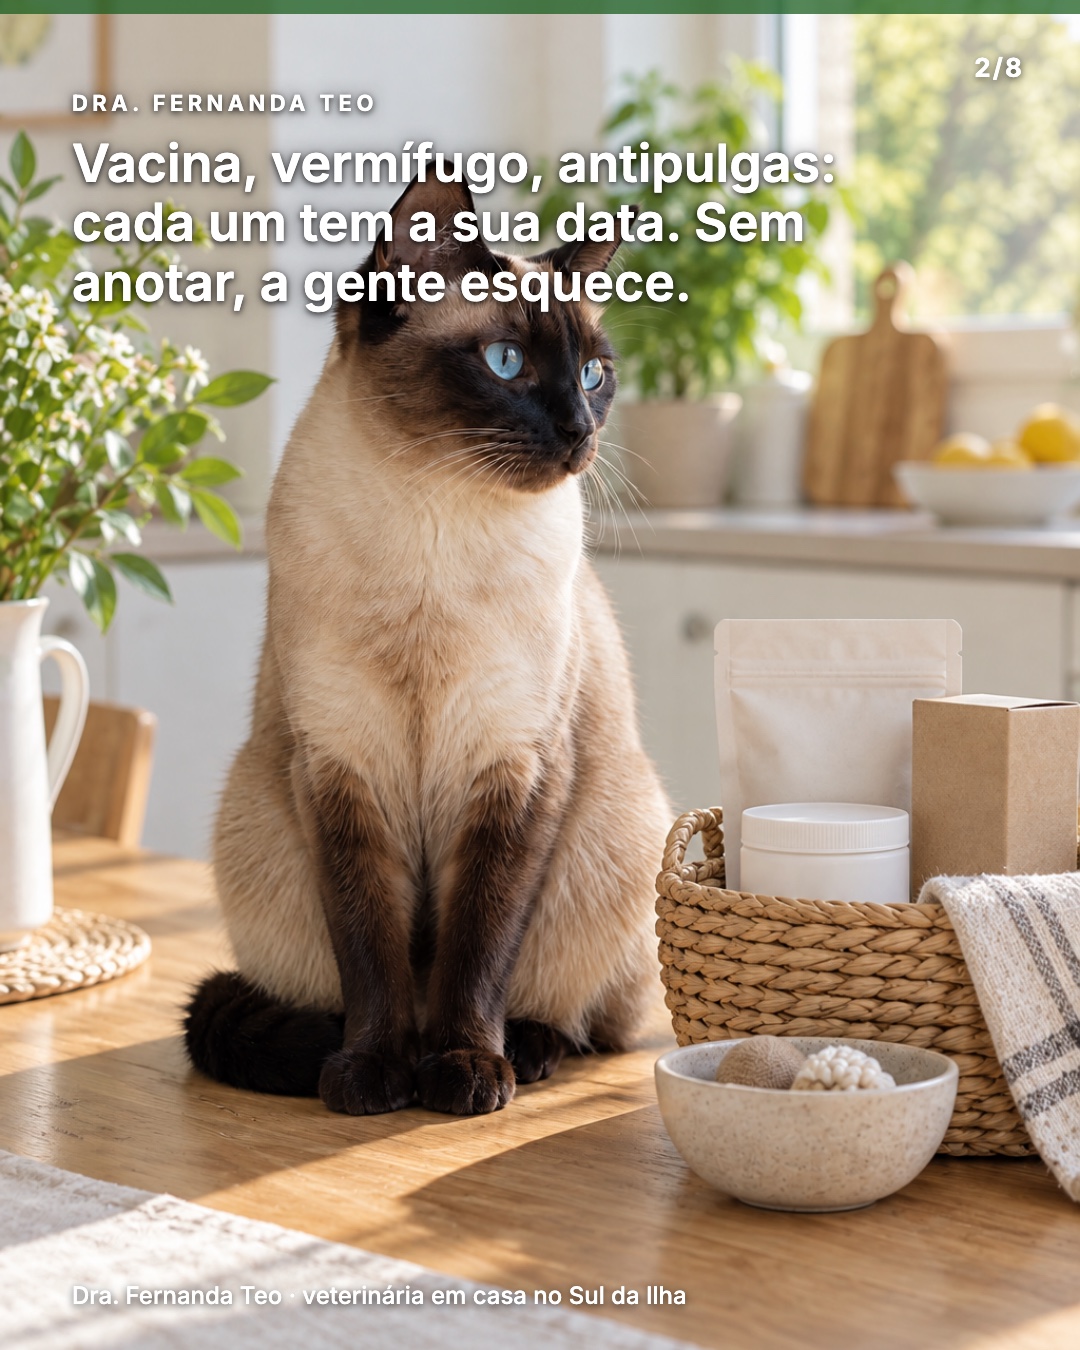 2/8
DRA. FERNANDA TEO
Vacina, vermífugo, antipulgas:
cada um tem a sua data. Sem
anotar, a gente esquece.
Dra. Fernanda Teo · veterinária em casa no Sul da Ilha